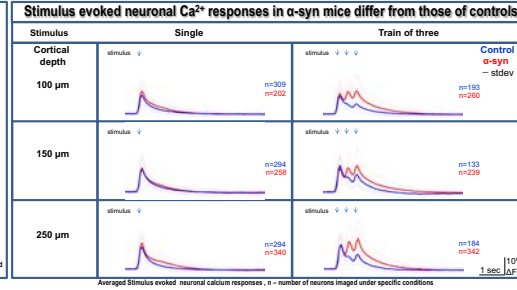 Stimulus evoked neuronal Ca²⁺ responses in α-syn mice differ from those of controls
Stimulus Single Train of three
Cortical depth
Control
α-syn
– stdev
100 µm
stimulus
n=309
n=202
stimulus
n=193
n=260
150 µm
stimulus
n=294
n=258
stimulus
n=133
n=239
250 µm
stimulus
n=294
n=340
stimulus
n=184
n=342
1 sec
Averaged Stimulus evoked neuronal calcium responses , n – number of neurons imaged under specific conditions